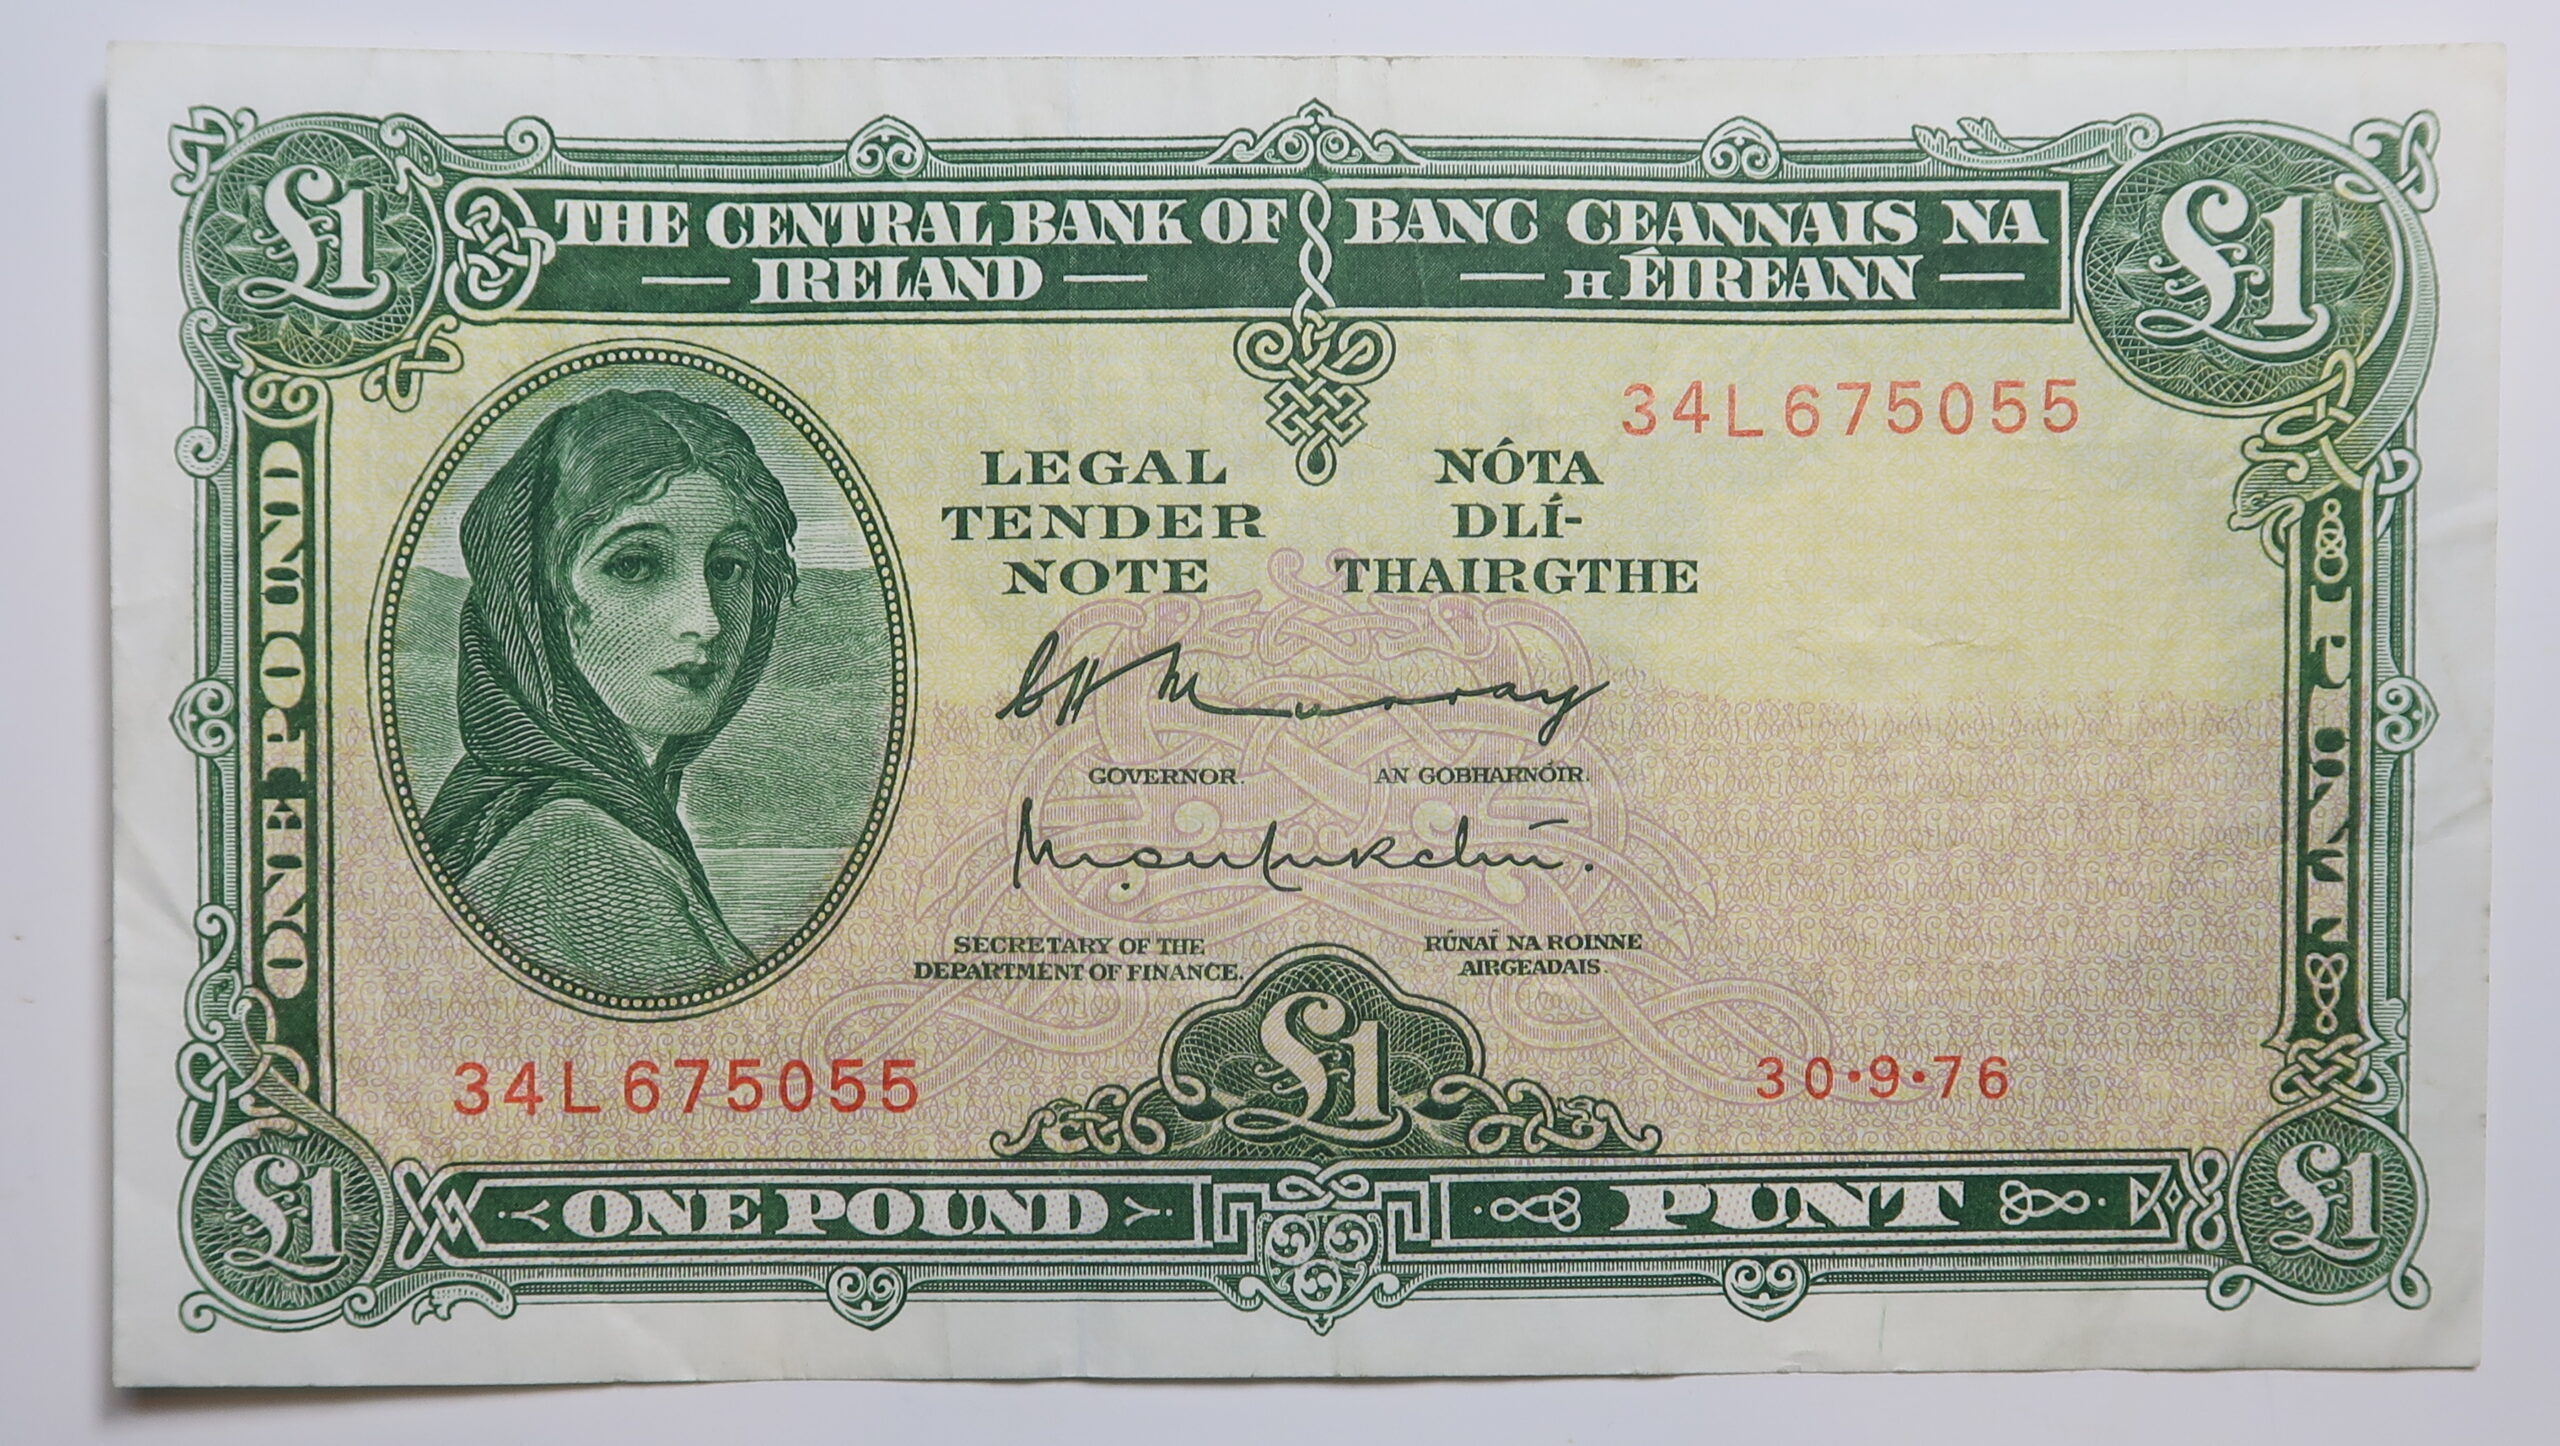 £1
THE CENTRAL BANK OF
IRELAND
BANC CEANNAIS NA
H ÉIREANN
£1
34L 675055
LEGAL
TENDER
NOTE
NÓTA
DLÍ-
THAIRGTHE
ONE POUND
PUNT
C H Murray
GOVERNOR.
AN GOBHARNÓIR.
SECRETARY OF THE
DEPARTMENT OF FINANCE.
RÚNAÍ NA ROINNE
AIRGEADAIS.
34L 675055
£1
30·9·76
£1
ONE POUND
PUNT
£1